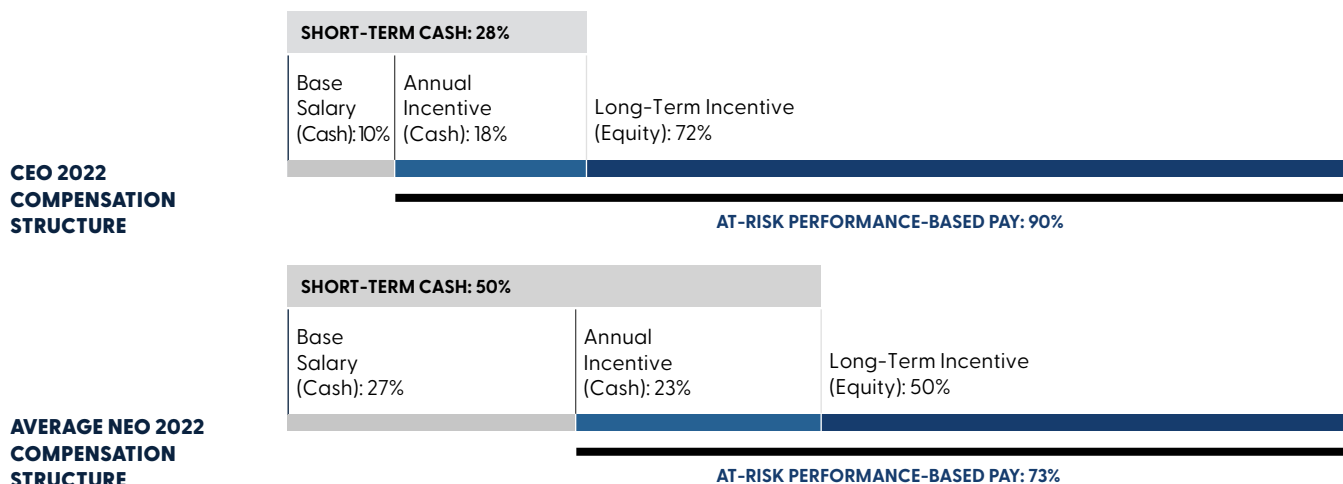 SHORT-TERM CASH: 28%
Base
Salary
(Cash): 10%
Annual
Incentive
(Cash): 18%
Long-Term Incentive
(Equity): 72%
CEO 2022
COMPENSATION
STRUCTURE
AT-RISK PERFORMANCE-BASED PAY: 90%
SHORT-TERM CASH: 50%
Base
Salary
(Cash): 27%
Annual
Incentive
(Cash): 23%
Long-Term Incentive
(Equity): 50%
AVERAGE NEO 2022
COMPENSATION
STRUCTURE
AT-RISK PERFORMANCE-BASED PAY: 73%